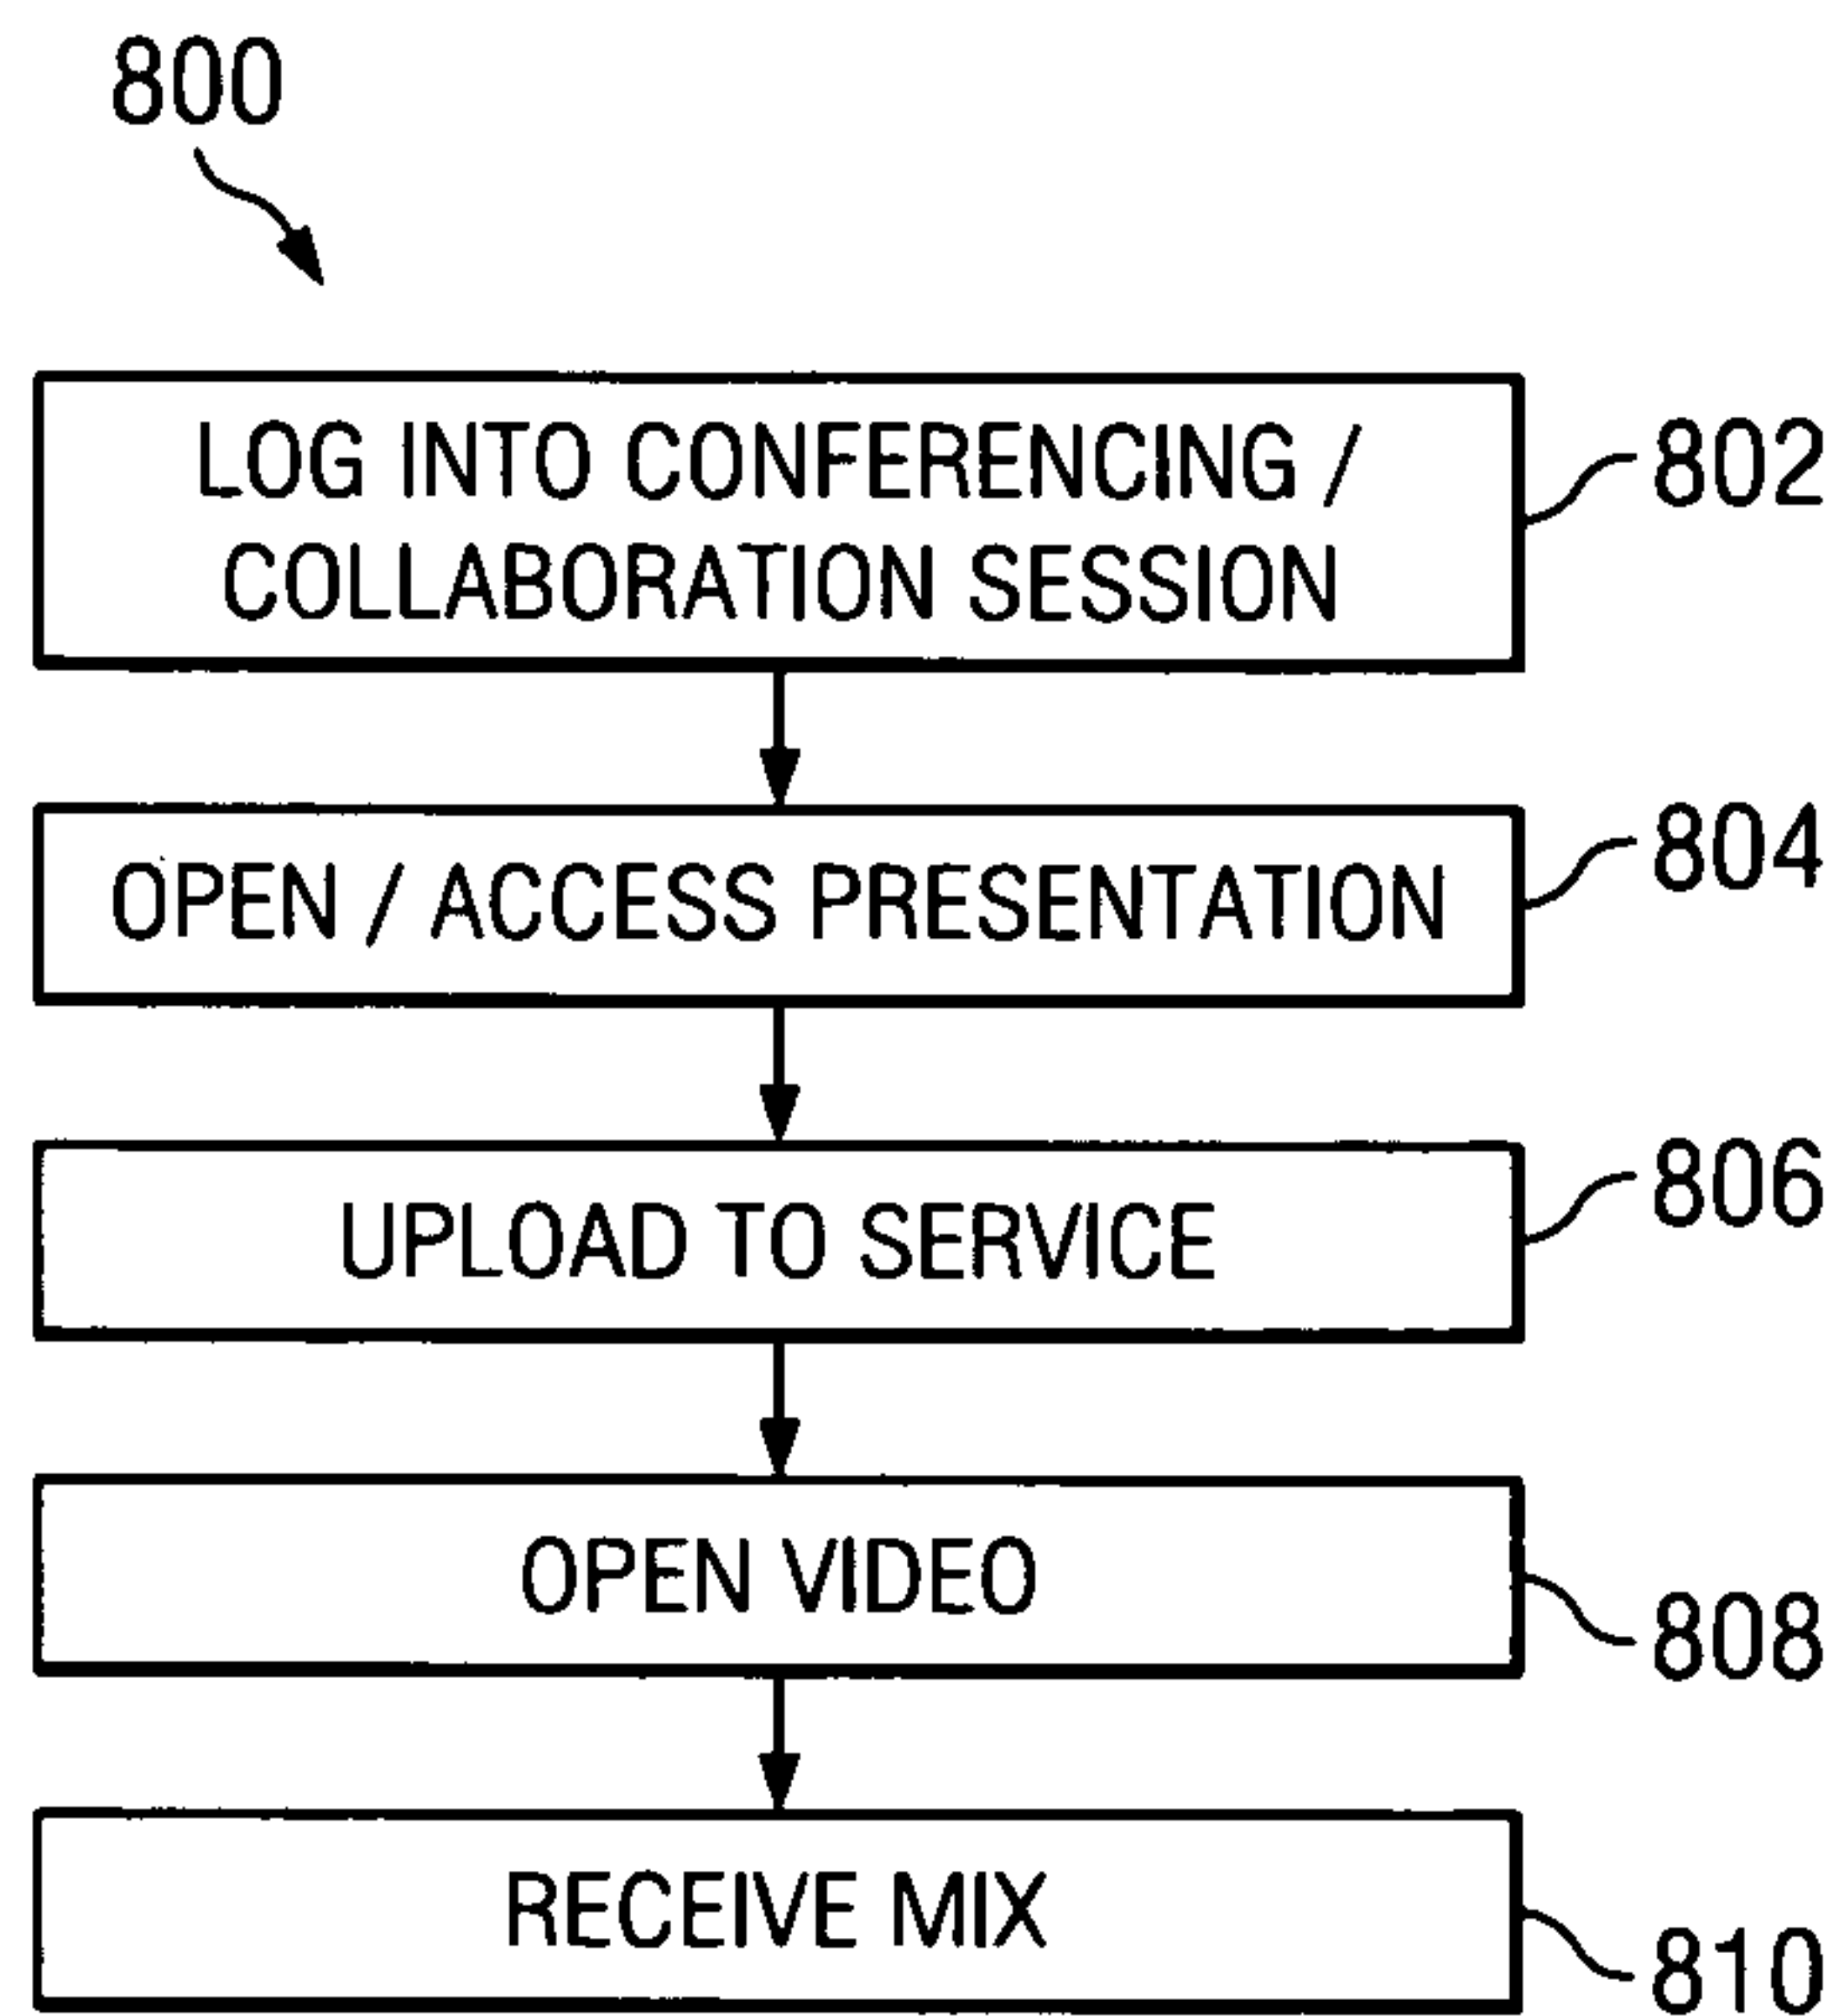 800
LOG INTO CONFERENCING /
COLLABORATION SESSION
802
OPEN / ACCESS PRESENTATION
804
UPLOAD TO SERVICE
806
OPEN VIDEO
808
RECEIVE MIX
810